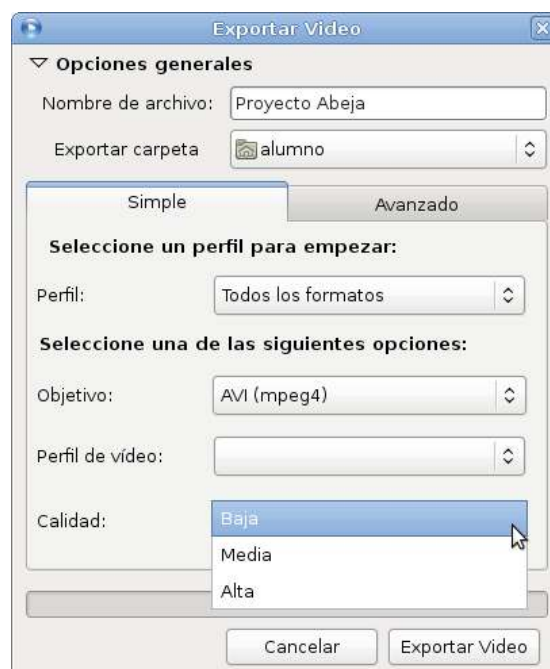 Exportar Video
Opciones generales
Nombre de archivo: Proyecto Abeja
Exportar carpeta alumno
Simple Avanzado
Seleccione un perfil para empezar:
Perfil: Todos los formatos
Seleccione una de las siguientes opciones:
Objetivo: AVI (mpeg4)
Perfil de vídeo:
Calidad: Baja
Media
Alta
Cancelar Exportar Video